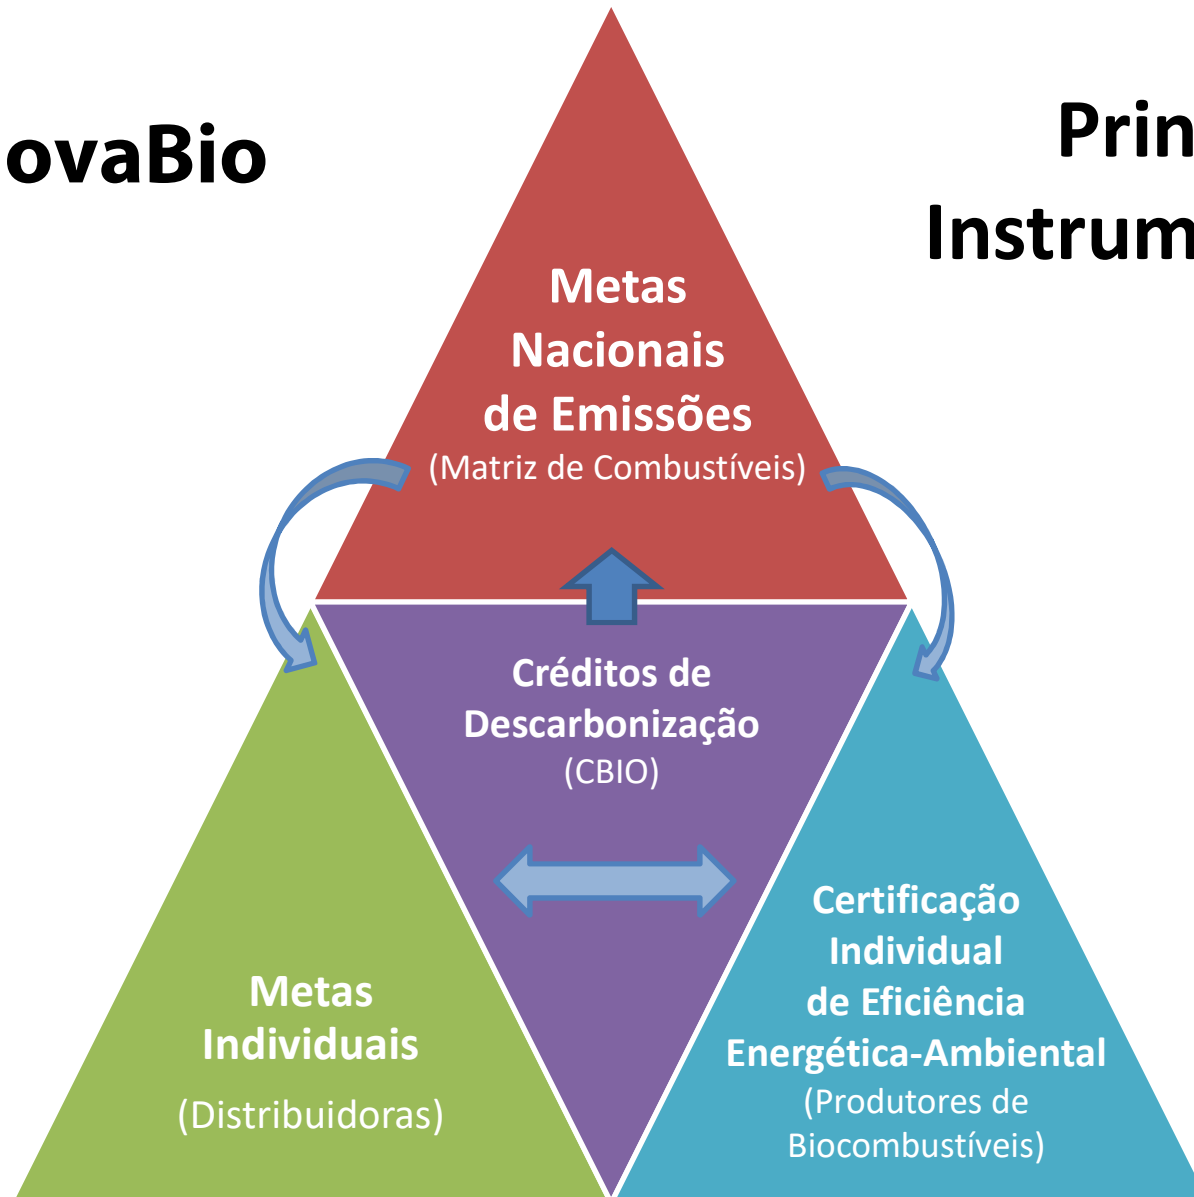 ovaBio
Prin
Instrum
Metas
Nacionais
de Emissões
(Matriz de Combustíveis)
Créditos de
Descarbonização
(CBIO)
Metas
Individuais
(Distribuidoras)
Certificação
Individual
de Eficiência
Energética-Ambiental
(Produtores de
Biocombustíveis)